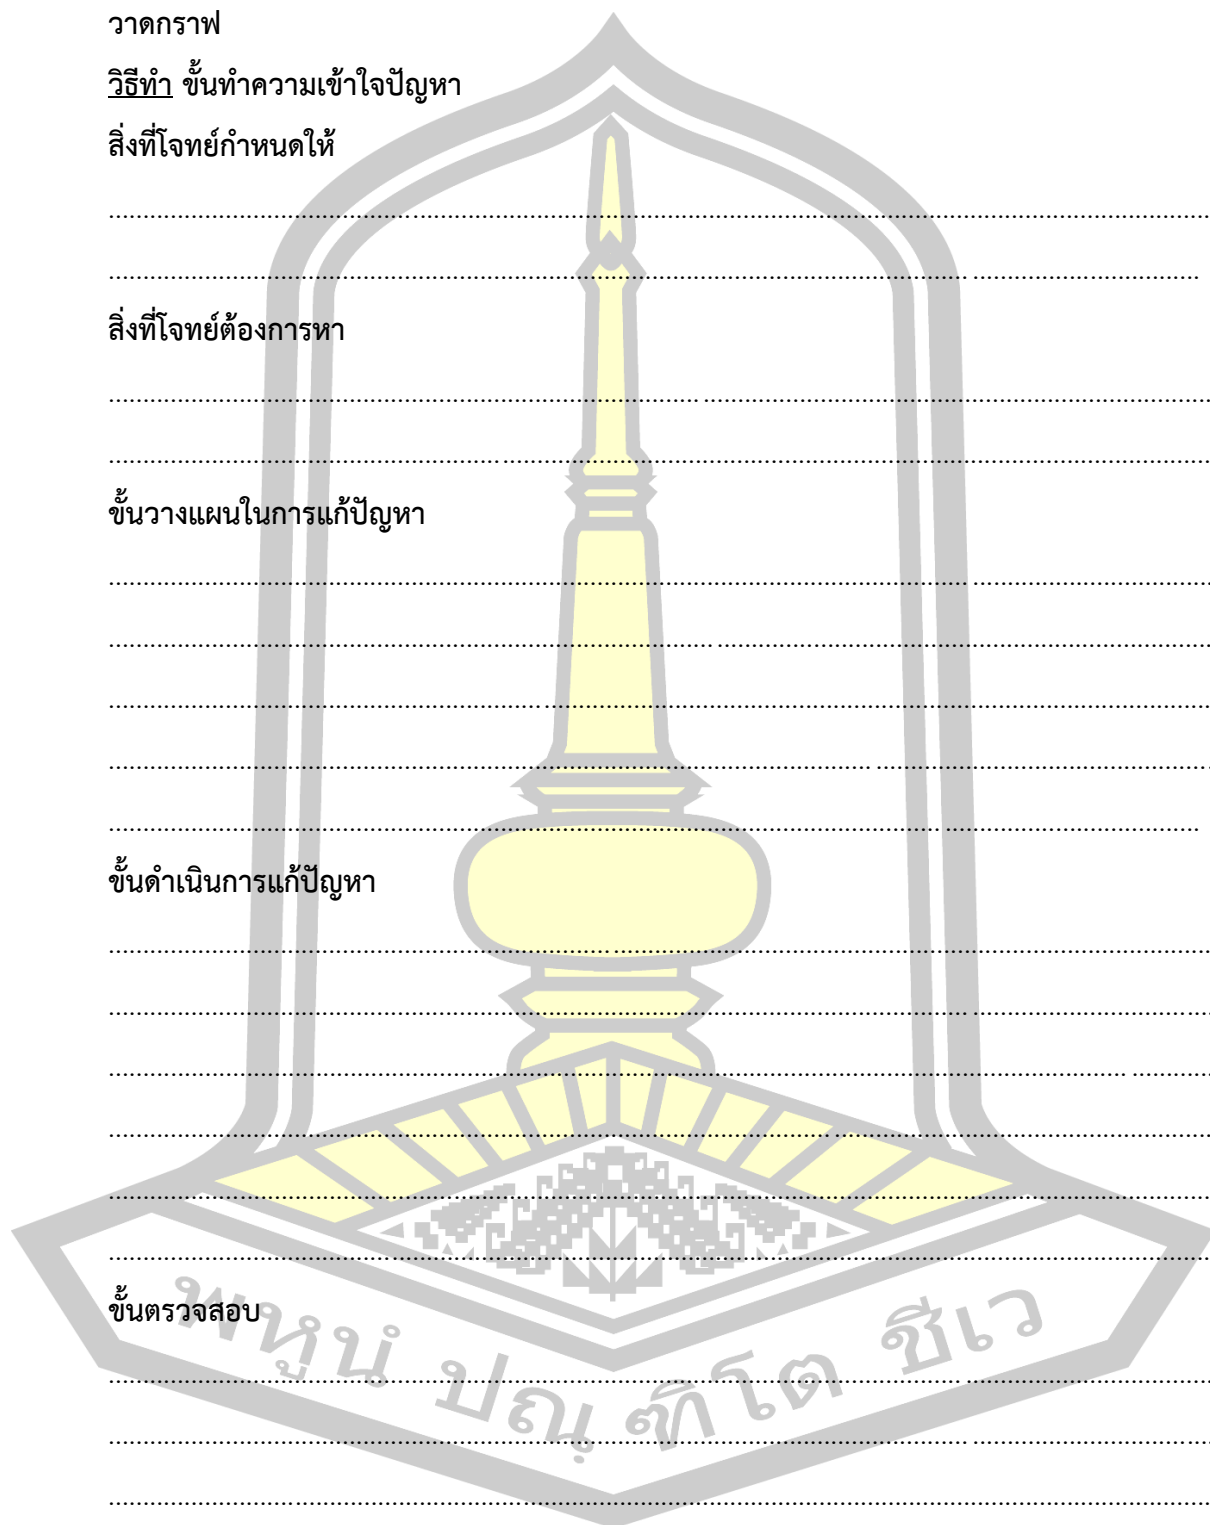 วาดกราฟ
วิธีทำ ขั้นทำความเข้าใจปัญหา
สิ่งที่โจทย์กำหนดให้
สิ่งที่โจทย์ต้องการหา
ขั้นวางแผนในการแก้ปัญหา
ขั้นดำเนินการแก้ปัญหา
ขั้นตรวจสอบ
พหูนํ ปณฺฑิโต ชีเว